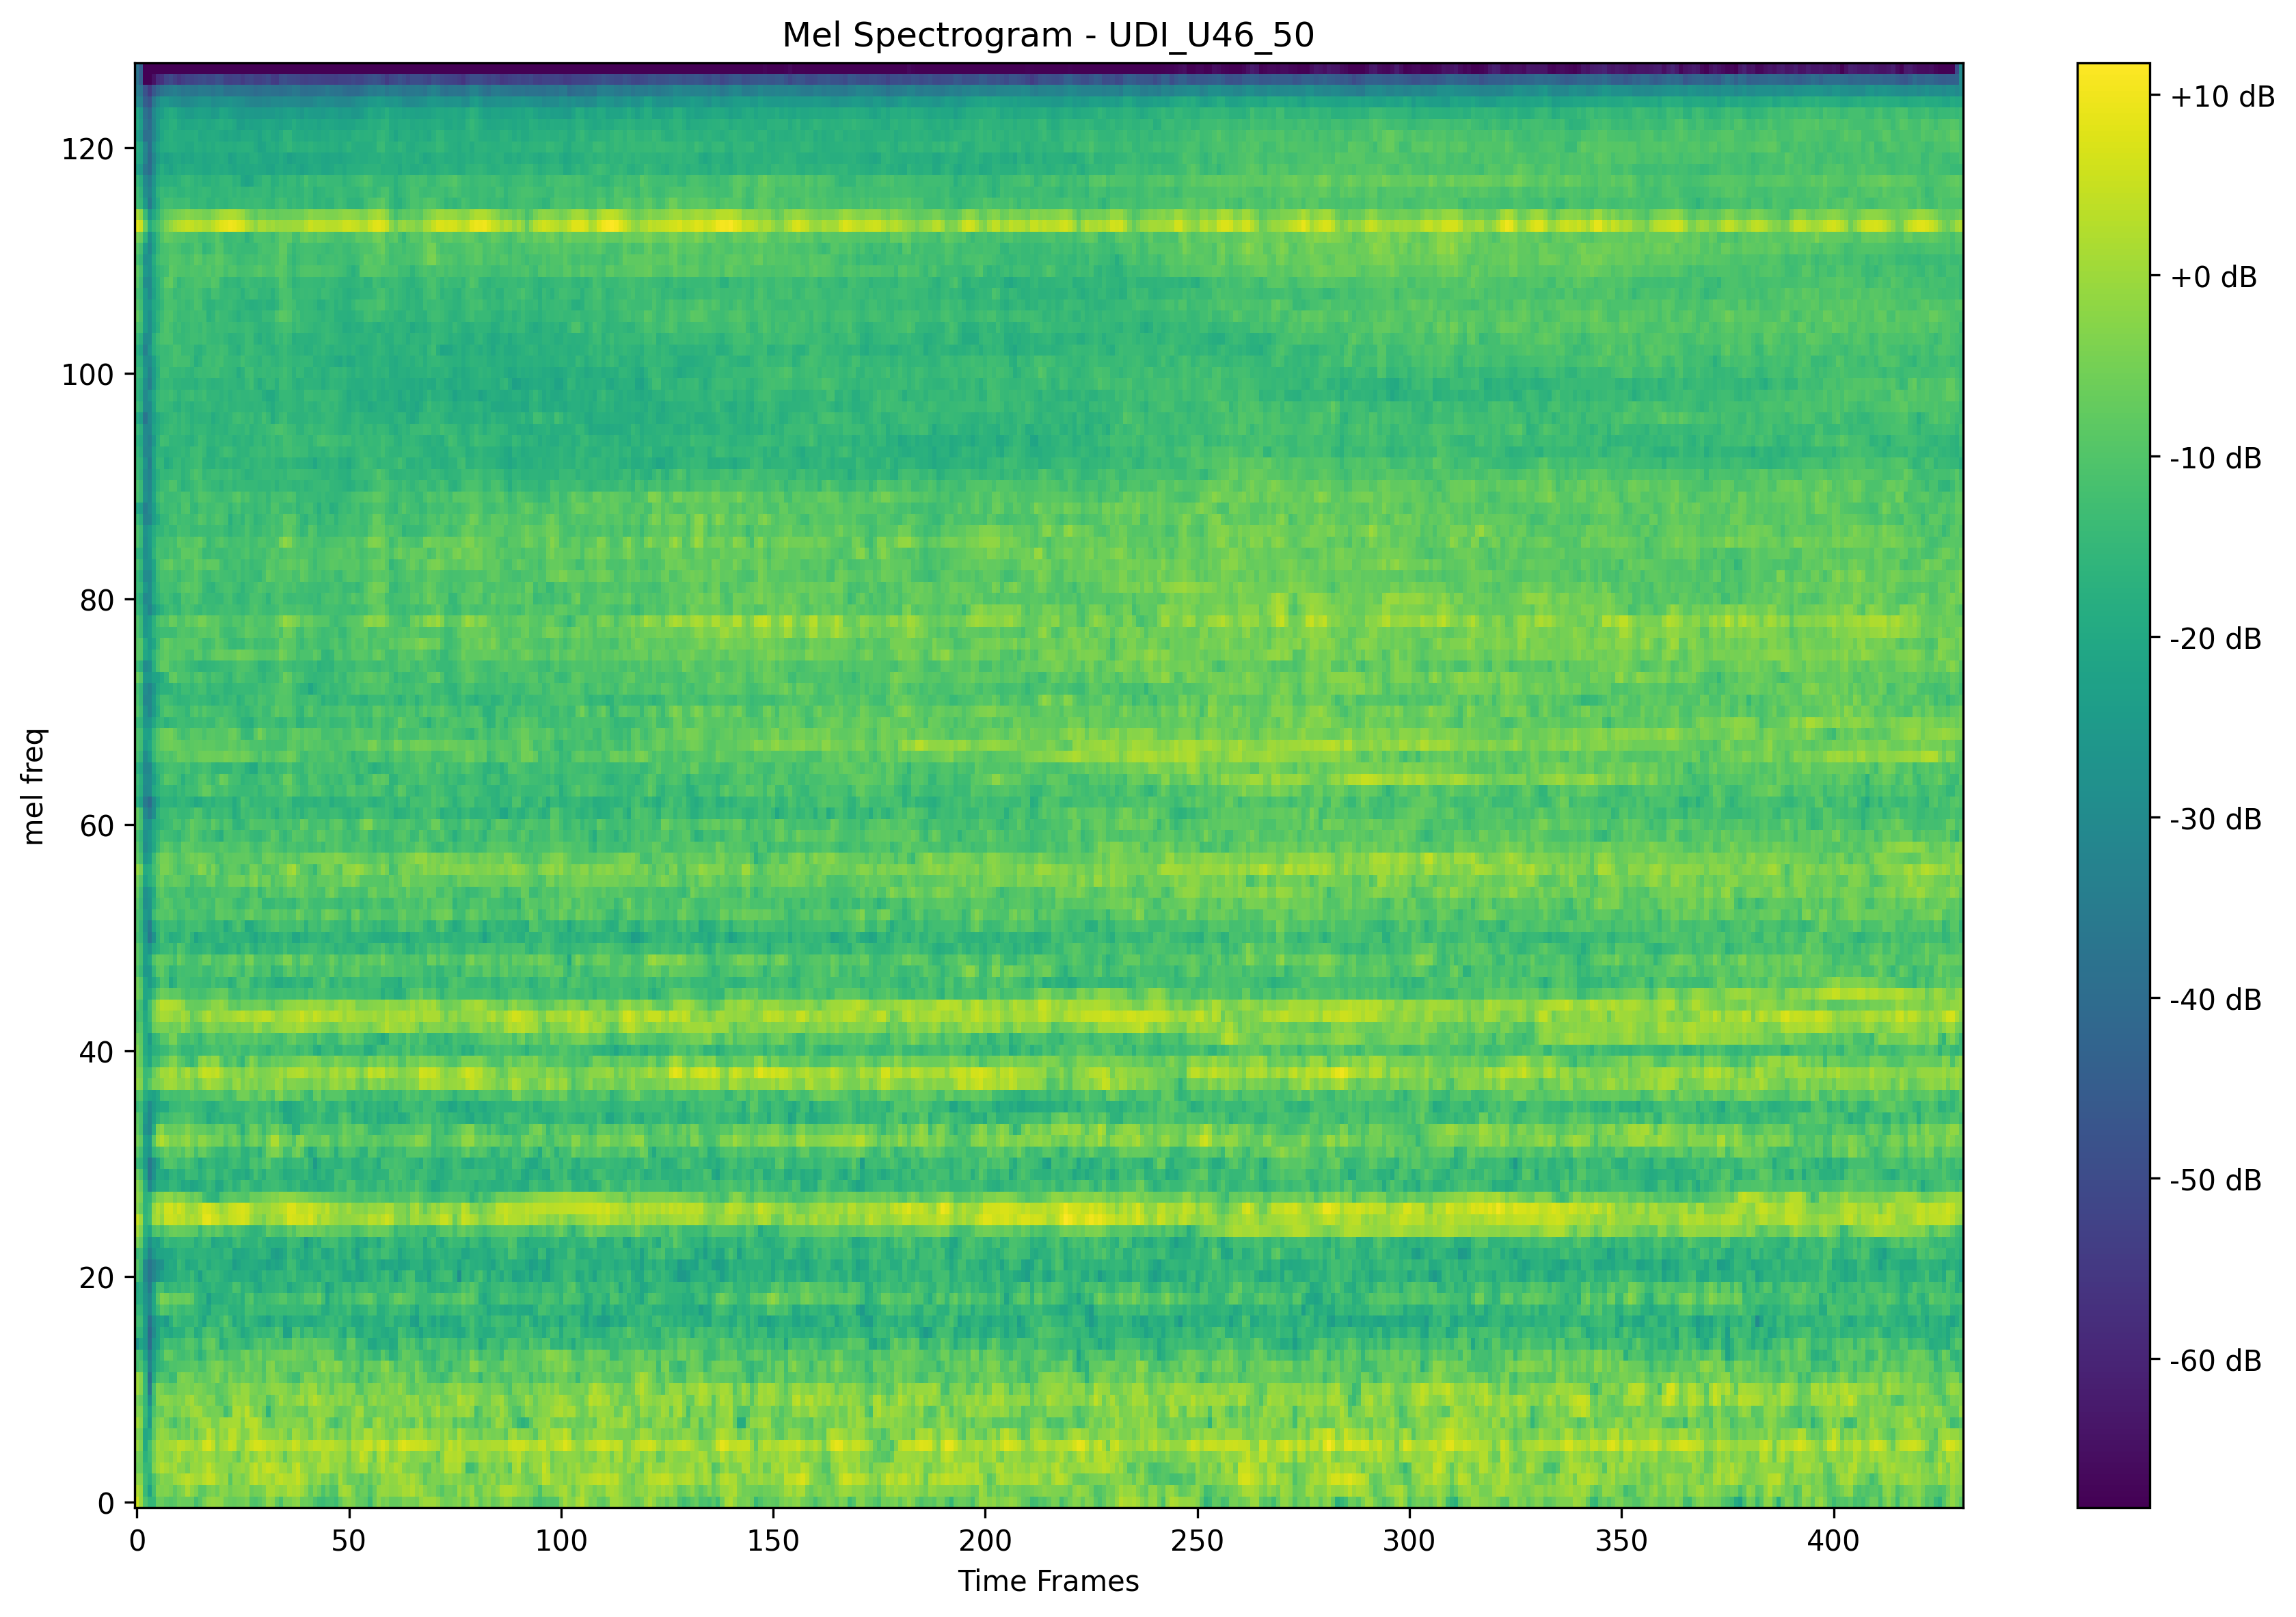 Mel Spectrogram - UDI_U46_50
mel freq
120
100
80
60
40
20
0
0 50 100 150 200 250 300 350 400
Time Frames
+10 dB
+0 dB
-10 dB
-20 dB
-30 dB
-40 dB
-50 dB
-60 dB